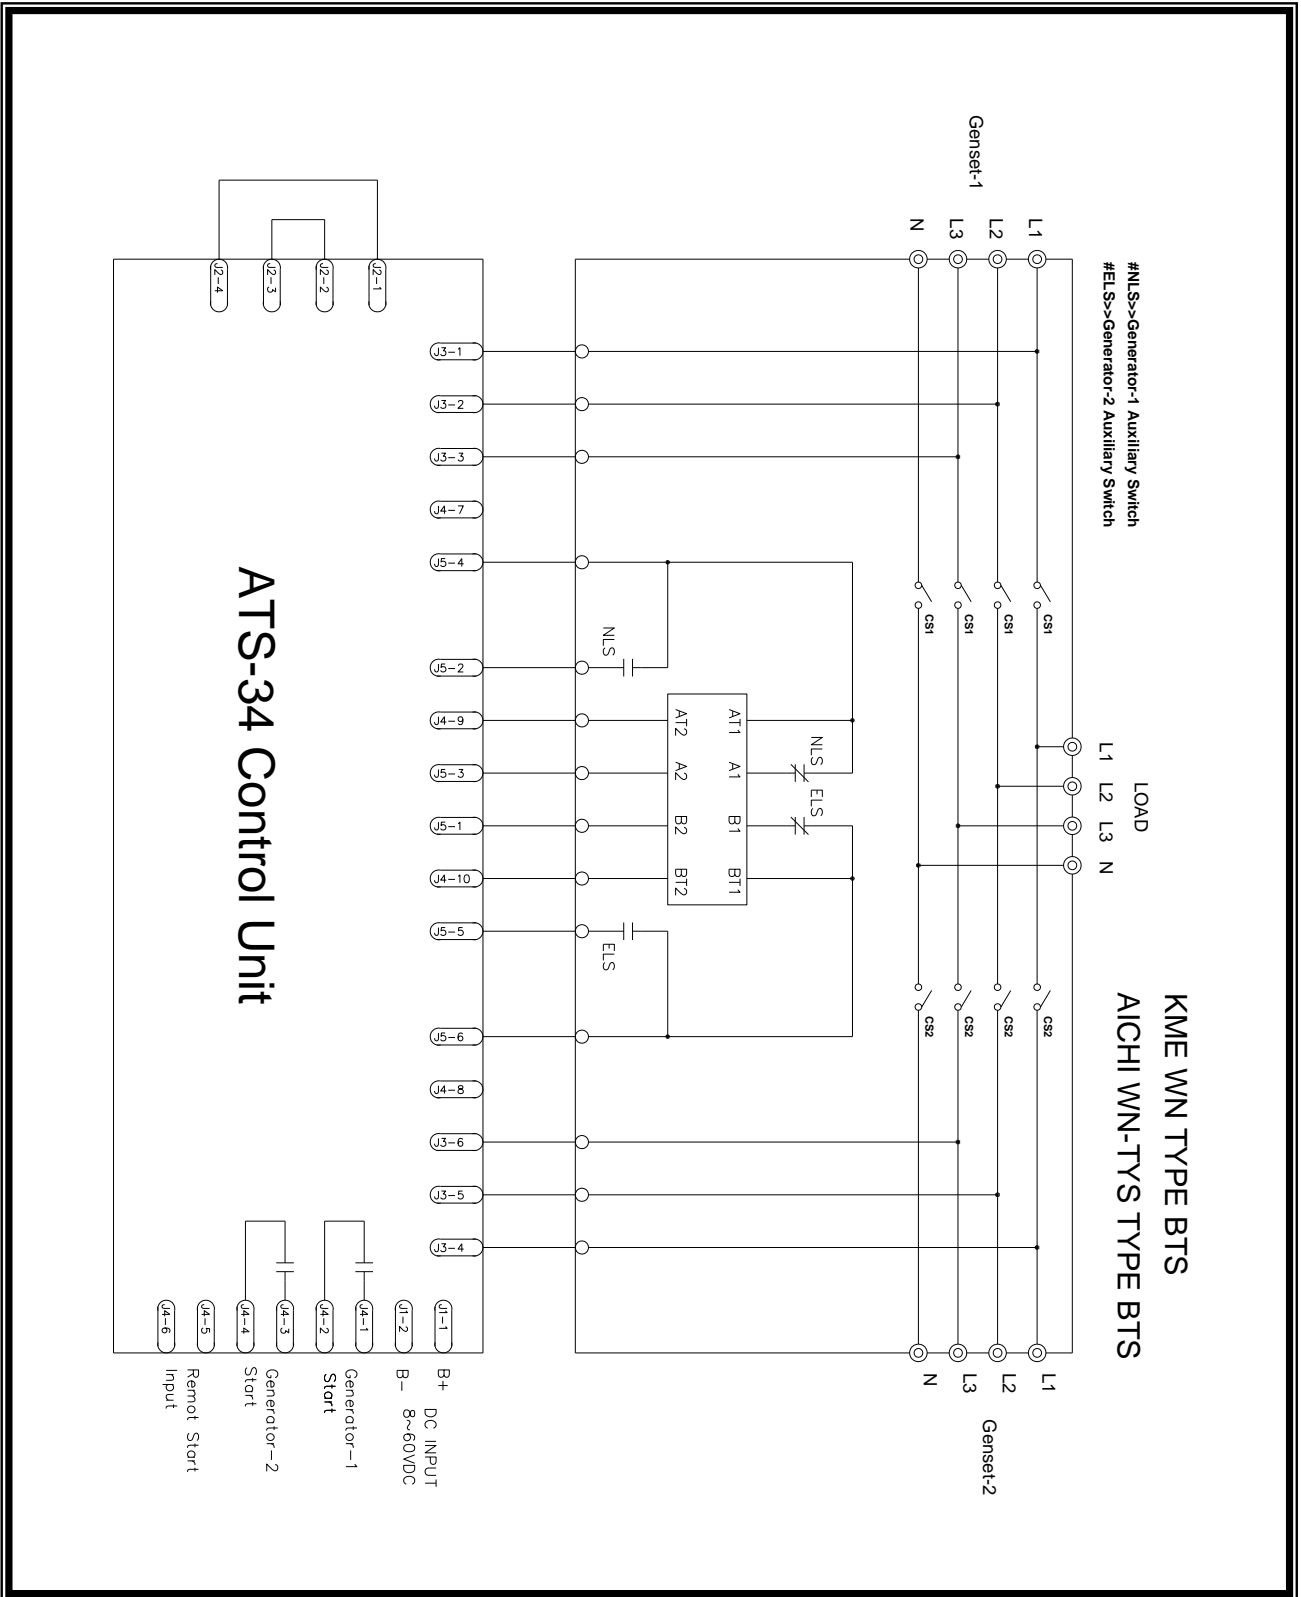 KME WN TYPE BTS
AICHI WN-TYS TYPE BTS
#NLS>>Generator-1 Auxiliary Switch
#ELS>>Generator-2 Auxiliary Switch
LOAD
L1 L2 L3 N
Genset-1
L1
L2
L3
N
CS1
CS1
CS1
CS1
CS2
CS2
CS2
CS2
L1
L2
L3
N
Genset-2
NLS
ELS
AT1 A1 B1 BT1
AT2 A2 B2 BT2
NLS
ELS
J3-1
J3-2
J3-3
J4-7
J5-4
J5-2
J4-9
J5-3
J5-1
J4-10
J5-5
J5-6
J4-8
J3-6
J3-5
J3-4
J2-1
J2-2
J2-3
J2-4
ATS-34 Control Unit
J1-1
J1-2
J4-1
J4-2
J4-3
J4-4
J4-5
J4-6
B+ DC INPUT
B- 8~60VDC
Generator-1
Start
Generator-2
Start
Remot Start
Input